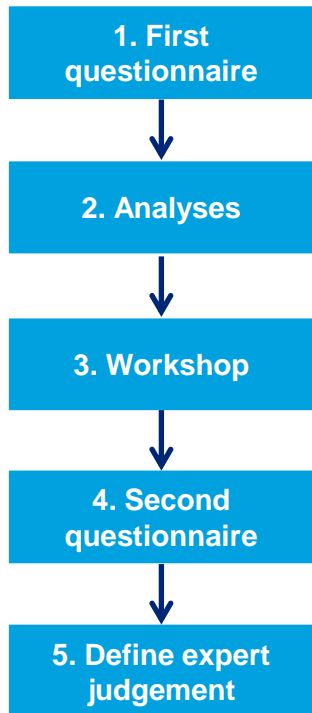 1. First
questionnaire
2. Analyses
3. Workshop
4. Second
questionnaire
5. Define expert
judgement